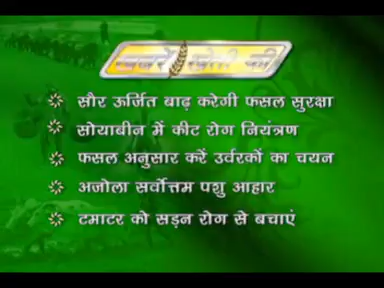 खबरें खेती की
सौर ऊर्जित बाढ़ करेगी फसल सुरक्षा
सोयाबीन में कीट रोग नियंत्रण
फसल अनुसार करें उर्वरकों का चयन
अजोला सर्वोत्तम पशु आहार
टमाटर को सड़न रोग से बचाएं